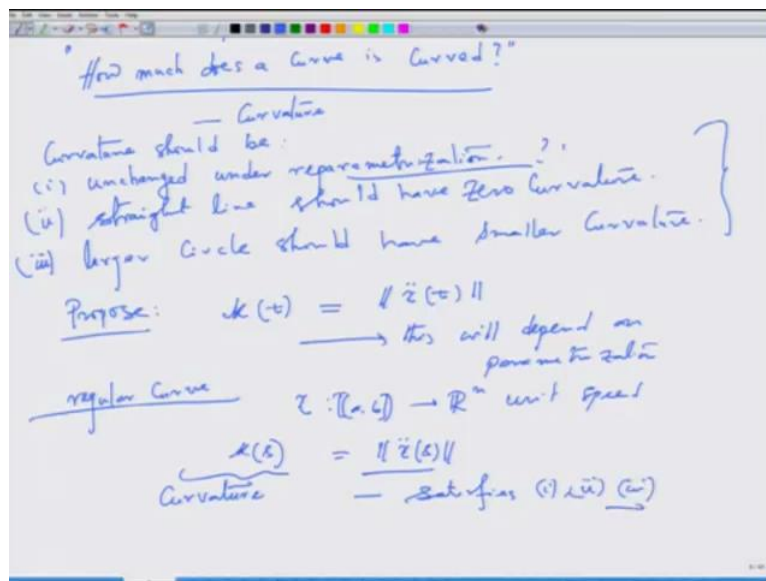 "How much does a curve is curved?"
— Curvature
Curvature should be:
(i) unchanged under reparametrization. ?.
(ii) straight line should have zero curvature.
(iii) larger circle should have smaller curvature.
Propose: k(t) = ‖r̈(t)‖
→ this will depend on
parametrization
regular curve r : [a,b] → ℝⁿ unit speed
k(s) = ‖r̈(s)‖
Curvature — satisfies (i) (ii) (iii)